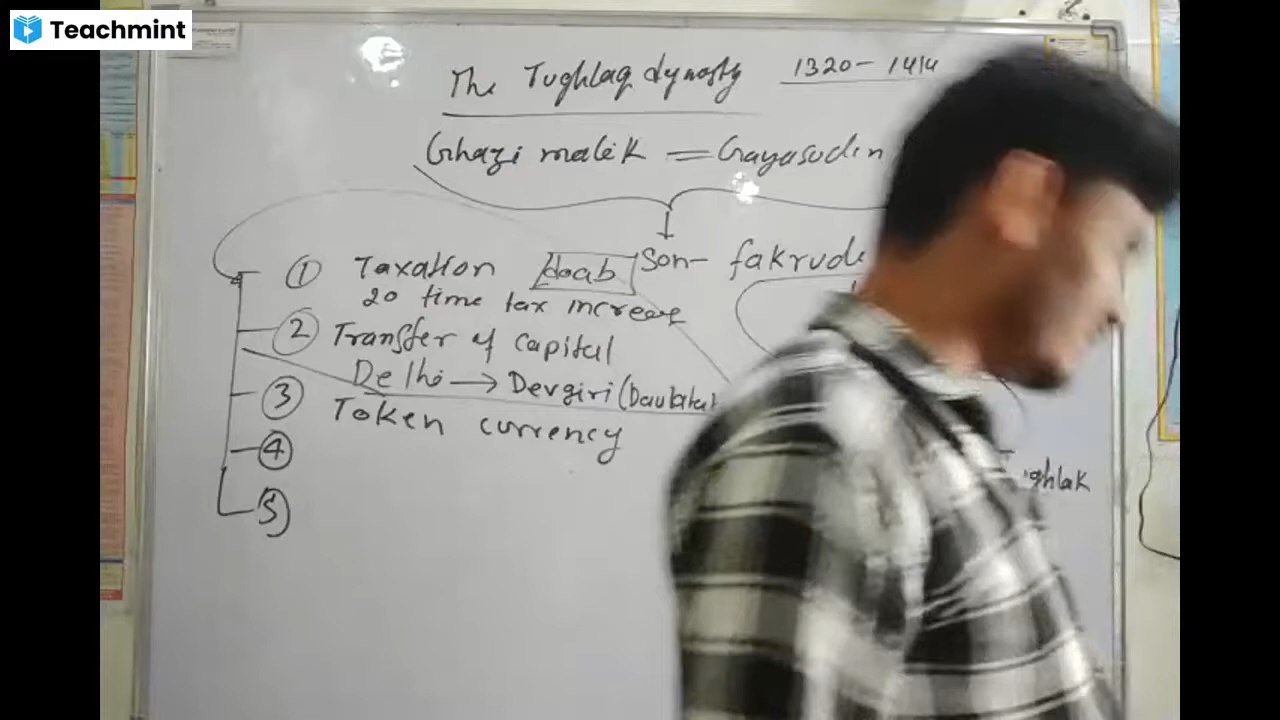 Teachmint
The Tughlaq dynasty 1320-1414
Ghazi malik = Gayasudin
Son- fakrude
① Taxation doab
20 time tax increase
② Transfer of capital
Delhi → Devgiri (Daulatab
③ Token currency
④
⑤
ighlak